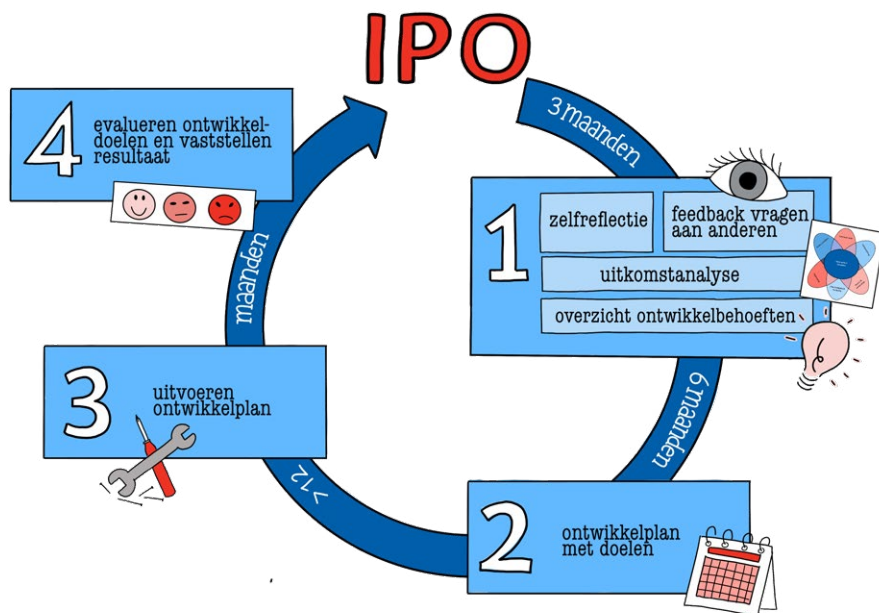 IPO
3 maanden
1
zelfreflectie
feedback vragen
aan anderen
uitkomstanalyse
overzicht ontwikkelbehoeften
6 maanden
2
ontwikkelplan
met doelen
>12
maanden
3
uitvoeren
ontwikkelplan
4
evalueren ontwikkel-
doelen en vaststellen
resultaat